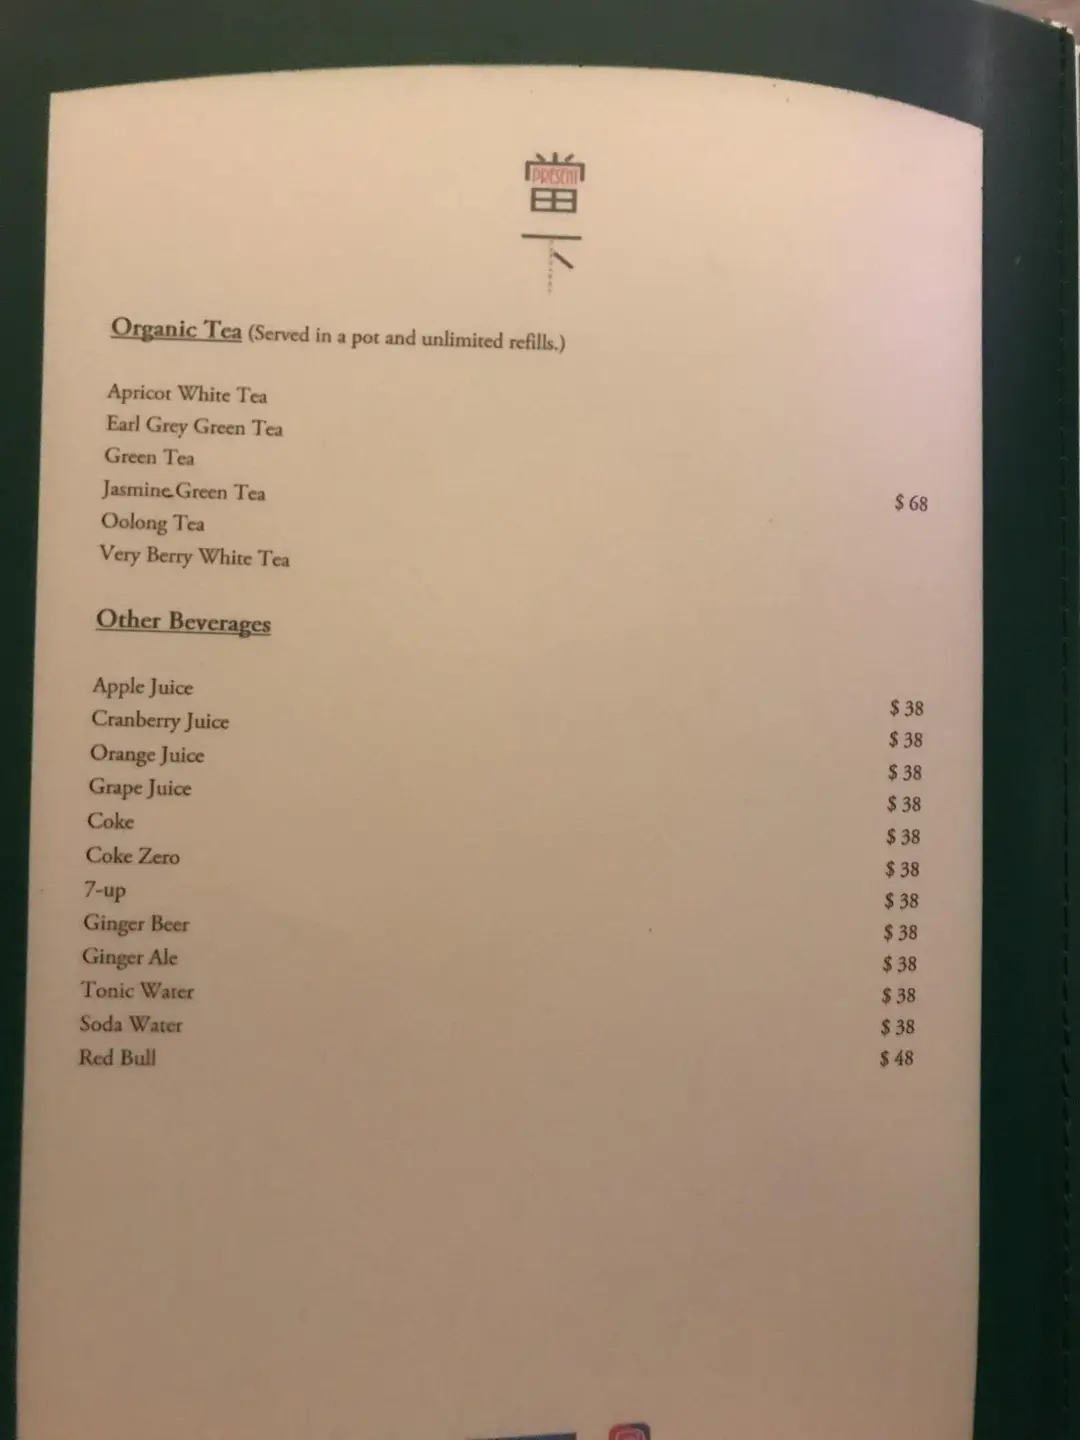 PRESENT
當下
Organic Tea (Served in a pot and unlimited refills.)
Apricot White Tea
Earl Grey Green Tea
Green Tea
Jasmine Green Tea
$ 68
Oolong Tea
Very Berry White Tea
Other Beverages
Apple Juice $ 38
Cranberry Juice $ 38
Orange Juice $ 38
Grape Juice $ 38
Coke $ 38
Coke Zero $ 38
7-up $ 38
Ginger Beer $ 38
Ginger Ale $ 38
Tonic Water $ 38
Soda Water $ 38
Red Bull $ 48